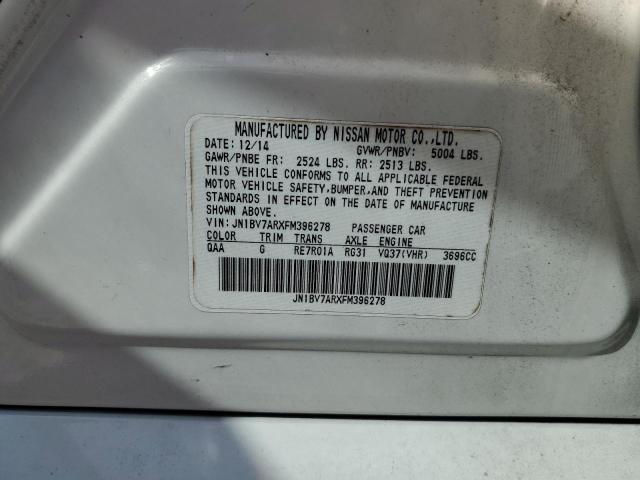 MANUFACTURED BY NISSAN MOTOR CO.,LTD.
DATE: 12/14 GVWR/PNBV: 5004 LBS.
GAWR/PNBE FR: 2524 LBS. RR: 2513 LBS.
THIS VEHICLE CONFORMS TO ALL APPLICABLE FEDERAL
MOTOR VEHICLE SAFETY,BUMPER,AND THEFT PREVENTION
STANDARDS IN EFFECT ON THE DATE OF MANUFACTURE
SHOWN ABOVE.
VIN: JN1BV7ARXFM396278 PASSENGER CAR
COLOR TRIM TRANS AXLE ENGINE
QAA G RE7R01A RG31 VQ37(VHR) 3696CC
JN1BV7ARXFM396278